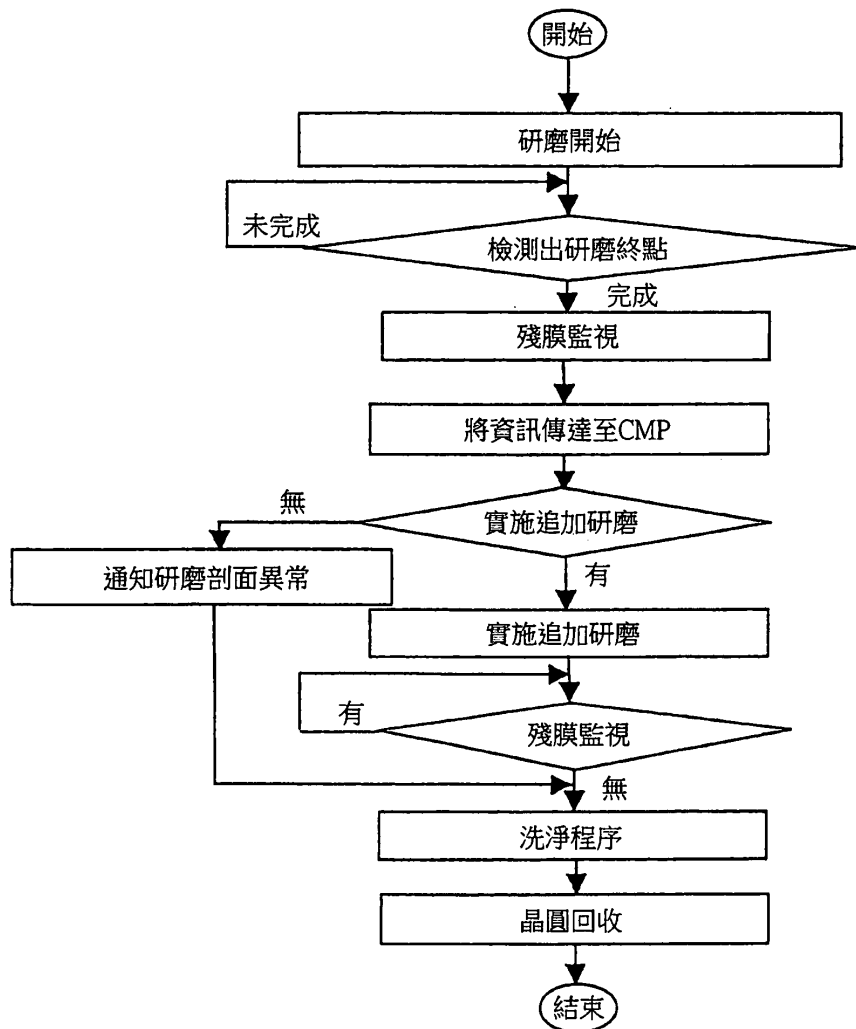 開始
研磨開始
未完成
檢測出研磨終點
完成
殘膜監視
將資訊傳達至CMP
無
實施追加研磨
通知研磨剖面異常
有
實施追加研磨
有
殘膜監視
無
洗淨程序
晶圓回收
結束